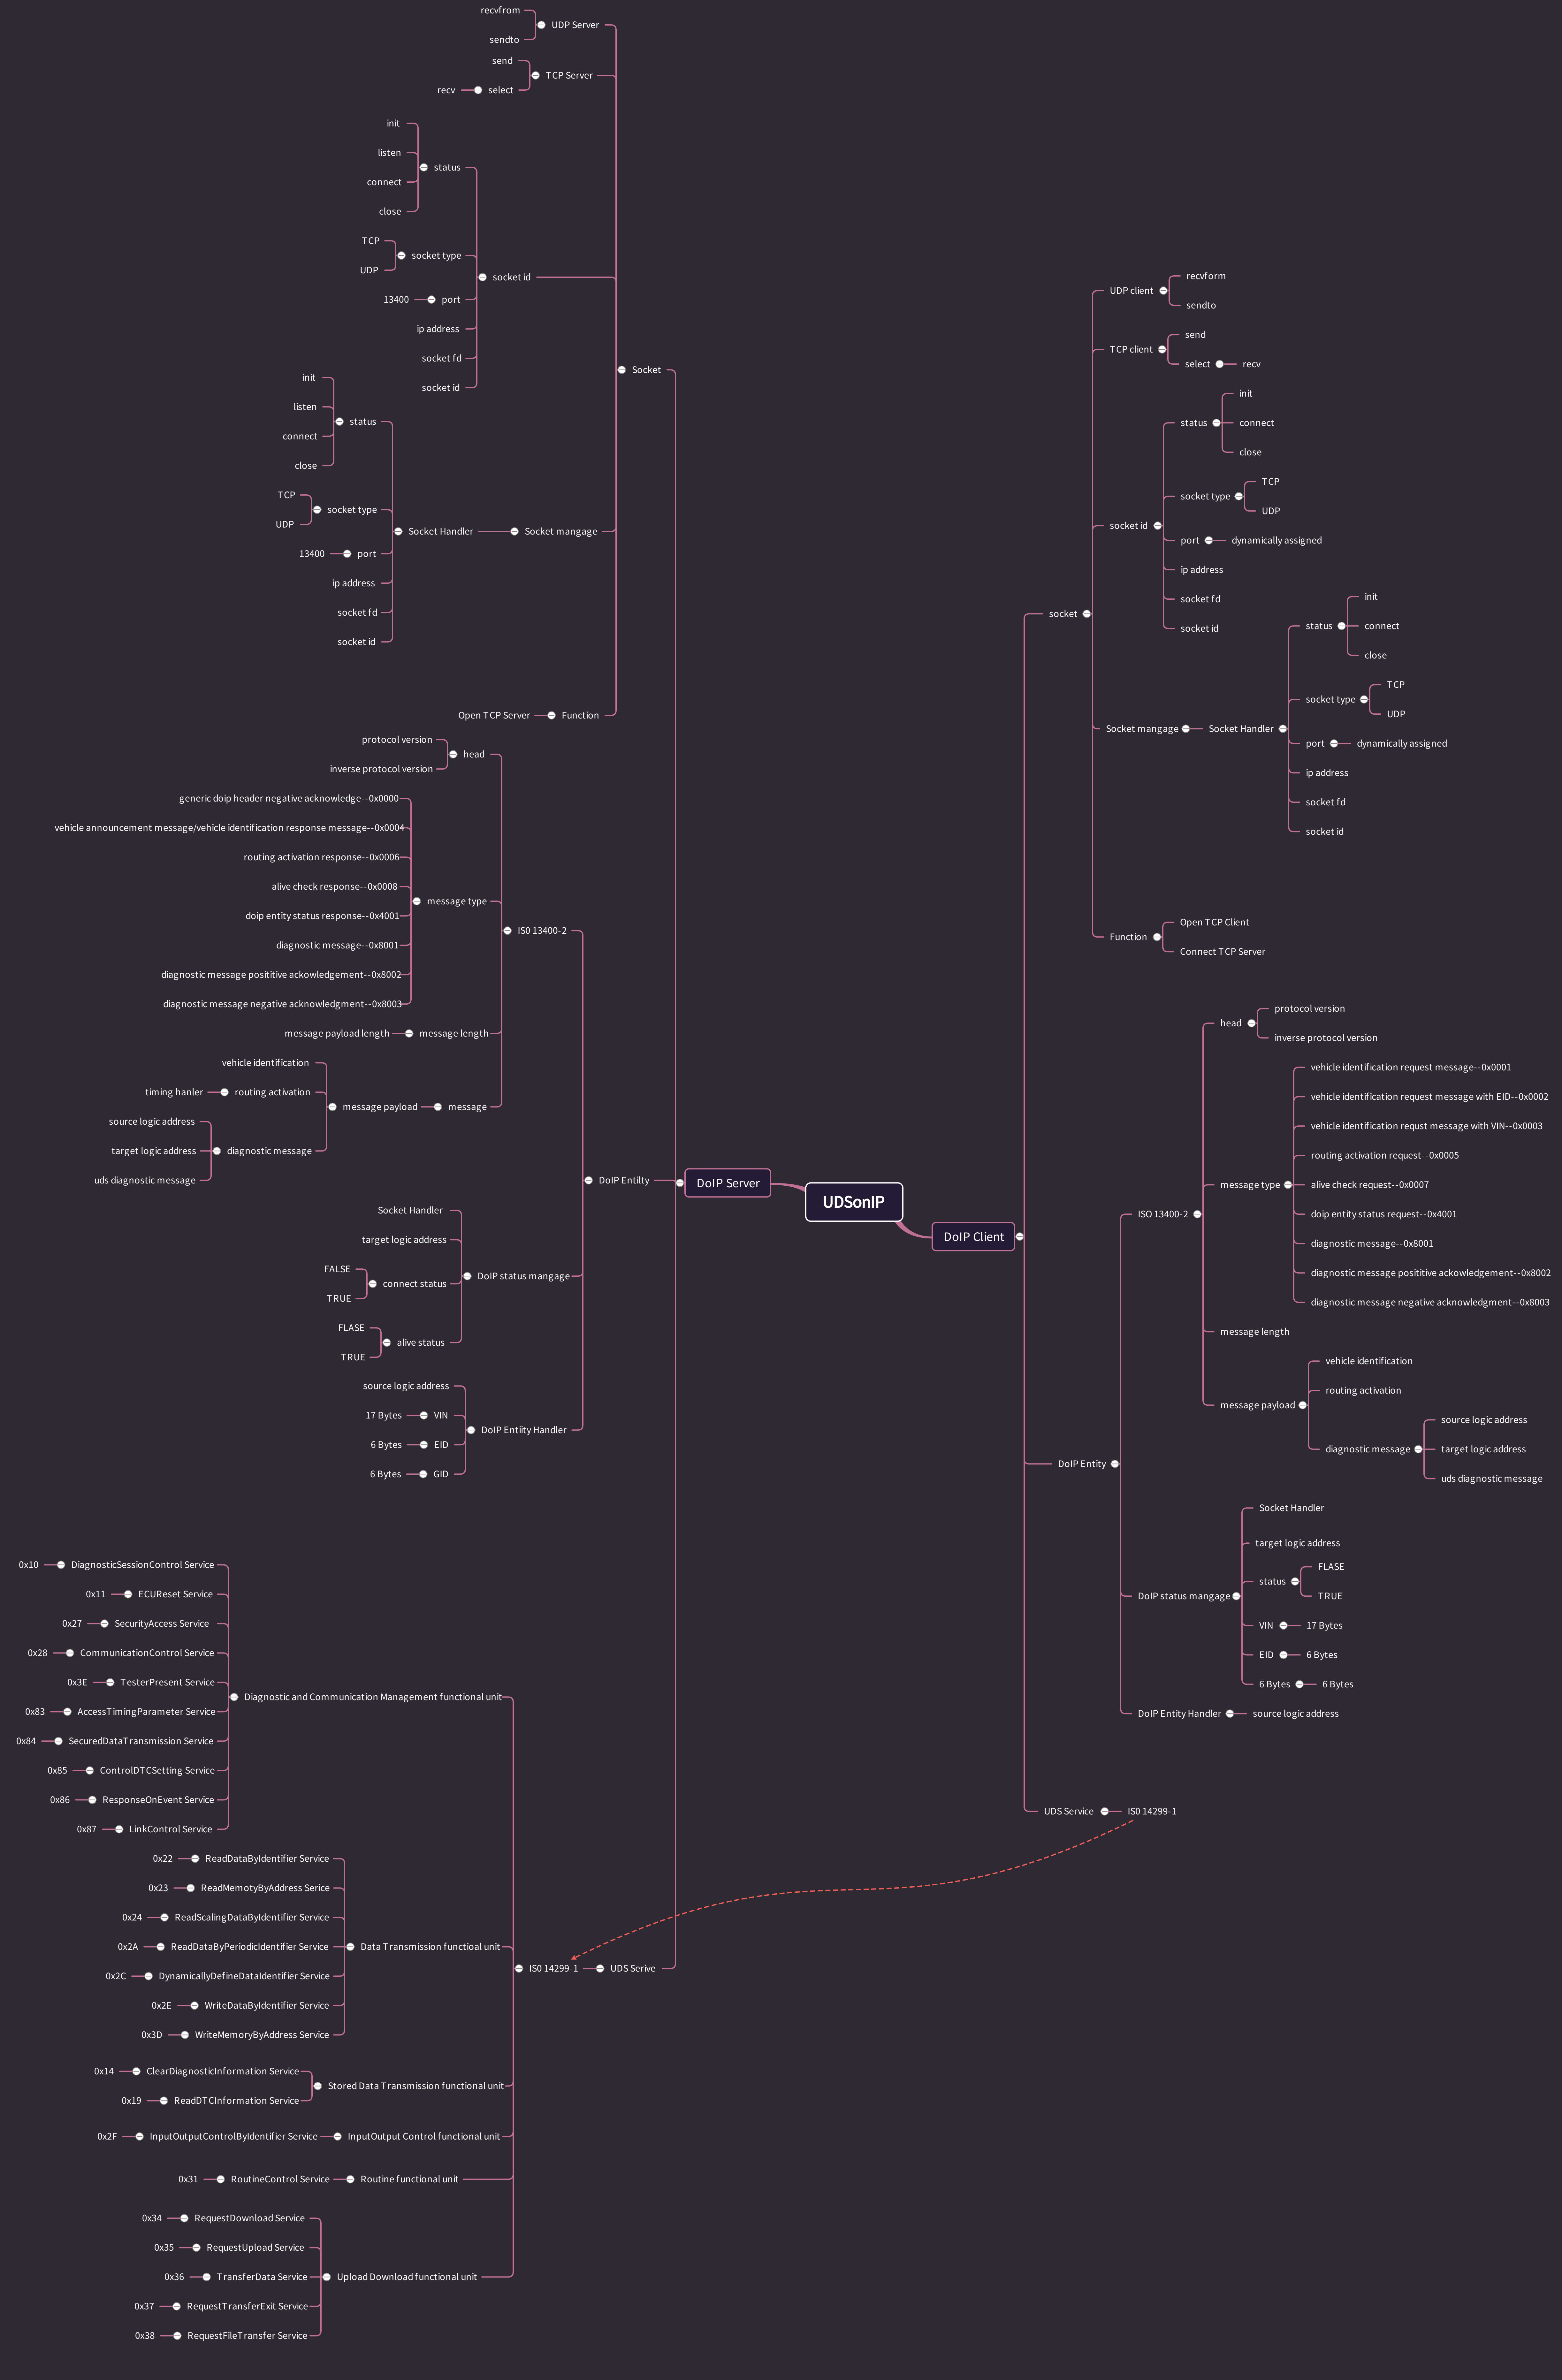 UDSonIP
DoIP Server
Socket
UDP Server
recvfrom
sendto
TCP Server
send
select
recv
socket id
status
init
listen
connect
close
socket type
TCP
UDP
port
13400
ip address
socket fd
socket id
Socket mangage
Socket Handler
status
init
listen
connect
close
socket type
TCP
UDP
port
13400
ip address
socket fd
socket id
Function
Open TCP Server
DoIP Entilty
IS0 13400-2
head
protocol version
inverse protocol version
message type
generic doip header negative acknowledge--0x0000
vehicle announcement message/vehicle identification response message--0x0004
routing activation response--0x0006
alive check response--0x0008
doip entity status response--0x4001
diagnostic message--0x8001
diagnostic message posititive ackowledgement--0x8002
diagnostic message negative acknowledgment--0x8003
message length
message payload length
message
message payload
vehicle identification
routing activation
timing hanler
diagnostic message
source logic address
target logic address
uds diagnostic message
DoIP status mangage
Socket Handler
target logic address
connect status
FALSE
TRUE
alive status
FLASE
TRUE
DoIP Entiity Handler
source logic address
VIN
17 Bytes
EID
6 Bytes
GID
6 Bytes
UDS Serive
IS0 14299-1
Diagnostic and Communication Management functional unit
DiagnosticSessionControl Service
0x10
ECUReset Service
0x11
SecurityAccess Service
0x27
CommunicationControl Service
0x28
TesterPresent Service
0x3E
AccessTimingParameter Service
0x83
SecuredDataTransmission Service
0x84
ControlDTCSetting Service
0x85
ResponseOnEvent Service
0x86
LinkControl Service
0x87
Data Transmission functioal unit
ReadDataByIdentifier Service
0x22
ReadMemotyByAddress Serice
0x23
ReadScalingDataByIdentifier Service
0x24
ReadDataByPeriodicIdentifier Service
0x2A
DynamicallyDefineDataIdentifier Service
0x2C
WriteDataByIdentifier Service
0x2E
WriteMemoryByAddress Service
0x3D
Stored Data Transmission functional unit
ClearDiagnosticInformation Service
0x14
ReadDTCInformation Service
0x19
InputOutput Control functional unit
InputOutputControlByIdentifier Service
0x2F
Routine functional unit
RoutineControl Service
0x31
Upload Download functional unit
RequestDownload Service
0x34
RequestUpload Service
0x35
TransferData Service
0x36
RequestTransferExit Service
0x37
RequestFileTransfer Service
0x38
DoIP Client
socket
UDP client
recvform
sendto
TCP client
send
select
recv
socket id
status
init
connect
close
socket type
TCP
UDP
port
dynamically assigned
ip address
socket fd
socket id
Socket mangage
Socket Handler
status
init
connect
close
socket type
TCP
UDP
port
dynamically assigned
ip address
socket fd
socket id
Function
Open TCP Client
Connect TCP Server
DoIP Entity
ISO 13400-2
head
protocol version
inverse protocol version
message type
vehicle identification request message--0x0001
vehicle identification request message with EID--0x0002
vehicle identification requst message with VIN--0x0003
routing activation request--0x0005
alive check request--0x0007
doip entity status request--0x4001
diagnostic message--0x8001
diagnostic message posititive ackowledgement--0x8002
diagnostic message negative acknowledgment--0x8003
message length
message payload
vehicle identification
routing activation
diagnostic message
source logic address
target logic address
uds diagnostic message
DoIP status mangage
Socket Handler
target logic address
status
FLASE
TRUE
VIN
17 Bytes
EID
6 Bytes
6 Bytes
6 Bytes
DoIP Entity Handler
source logic address
UDS Service
IS0 14299-1